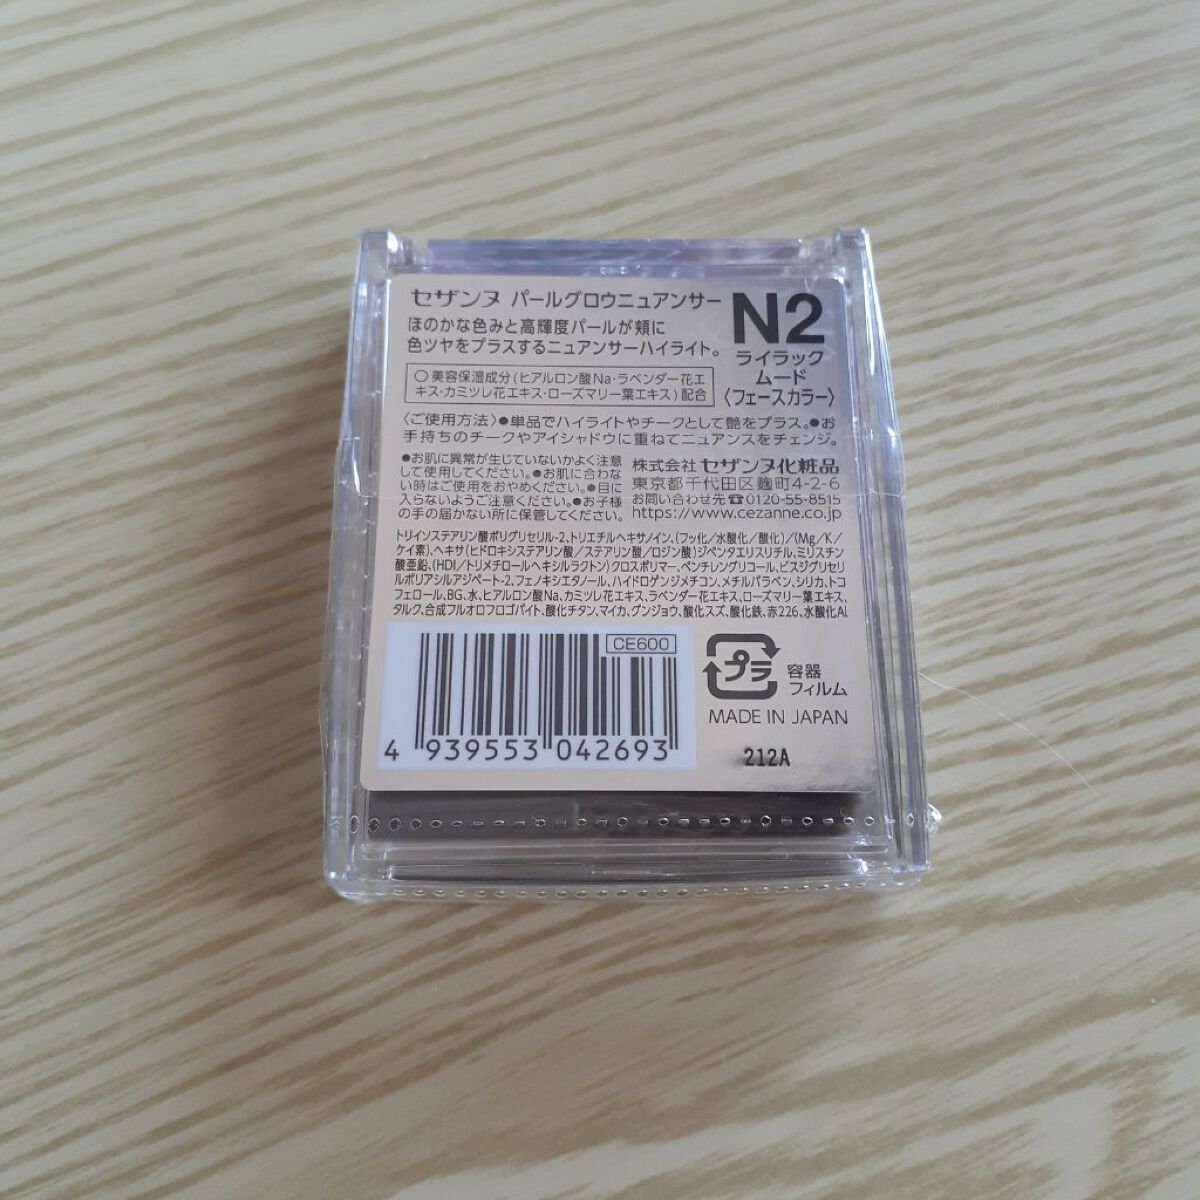 セザンヌ パールグロウニュアンサー
N2
ライラック
ムード
〈フェースカラー〉
ほのかな色みと高輝度パールが頬に
色ツヤをプラスするニュアンサーハイライト。
○美容保湿成分(ヒアルロン酸Na・ラベンダー花エ
キス・カミツレ花エキス・ローズマリー葉エキス)配合
〈ご使用方法〉●単品でハイライトやチークとして艶をプラス。●お
手持ちのチークやアイシャドウに重ねてニュアンスをチェンジ。
●お肌に異常が生じていないかよく注意
して使用してください。●お肌に合わな
い時はご使用をおやめください。●目に
入らないようご注意ください。●お子様
の手の届かない所に保管してください。
株式会社 セザンヌ化粧品
東京都千代田区麹町4-2-6
お問い合わせ先☎0120-55-8515
https://www.cezanne.co.jp
トリイソステアリン酸ポリグリセリル-2、トリエチルヘキサノイン、(フッ化/水酸化/酸化)/(Mg/K/
ケイ素)、ヘキサ(ヒドロキシステアリン酸/ステアリン酸/ロジン酸)ジペンタエリスリチル、ミリスチン
酸亜鉛、(HDI/トリメチロールヘキシルラクトン)クロスポリマー、ペンチレングリコール、ビスジグリセリ
ルポリアシルアジペート-2、フェノキシエタノール、ハイドロゲンジメチコン、メチルパラベン、シリカ、トコ
フェロール、BG、水、ヒアルロン酸Na、カミツレ花エキス、ラベンダー花エキス、ローズマリー葉エキス、
タルク、合成フルオロフロゴパイト、酸化チタン、マイカ、グンジョウ、酸化スズ、酸化鉄、赤226、水酸化Al
CE600
4 939553 042693
プラ
容器
フィルム
MADE IN JAPAN
212A